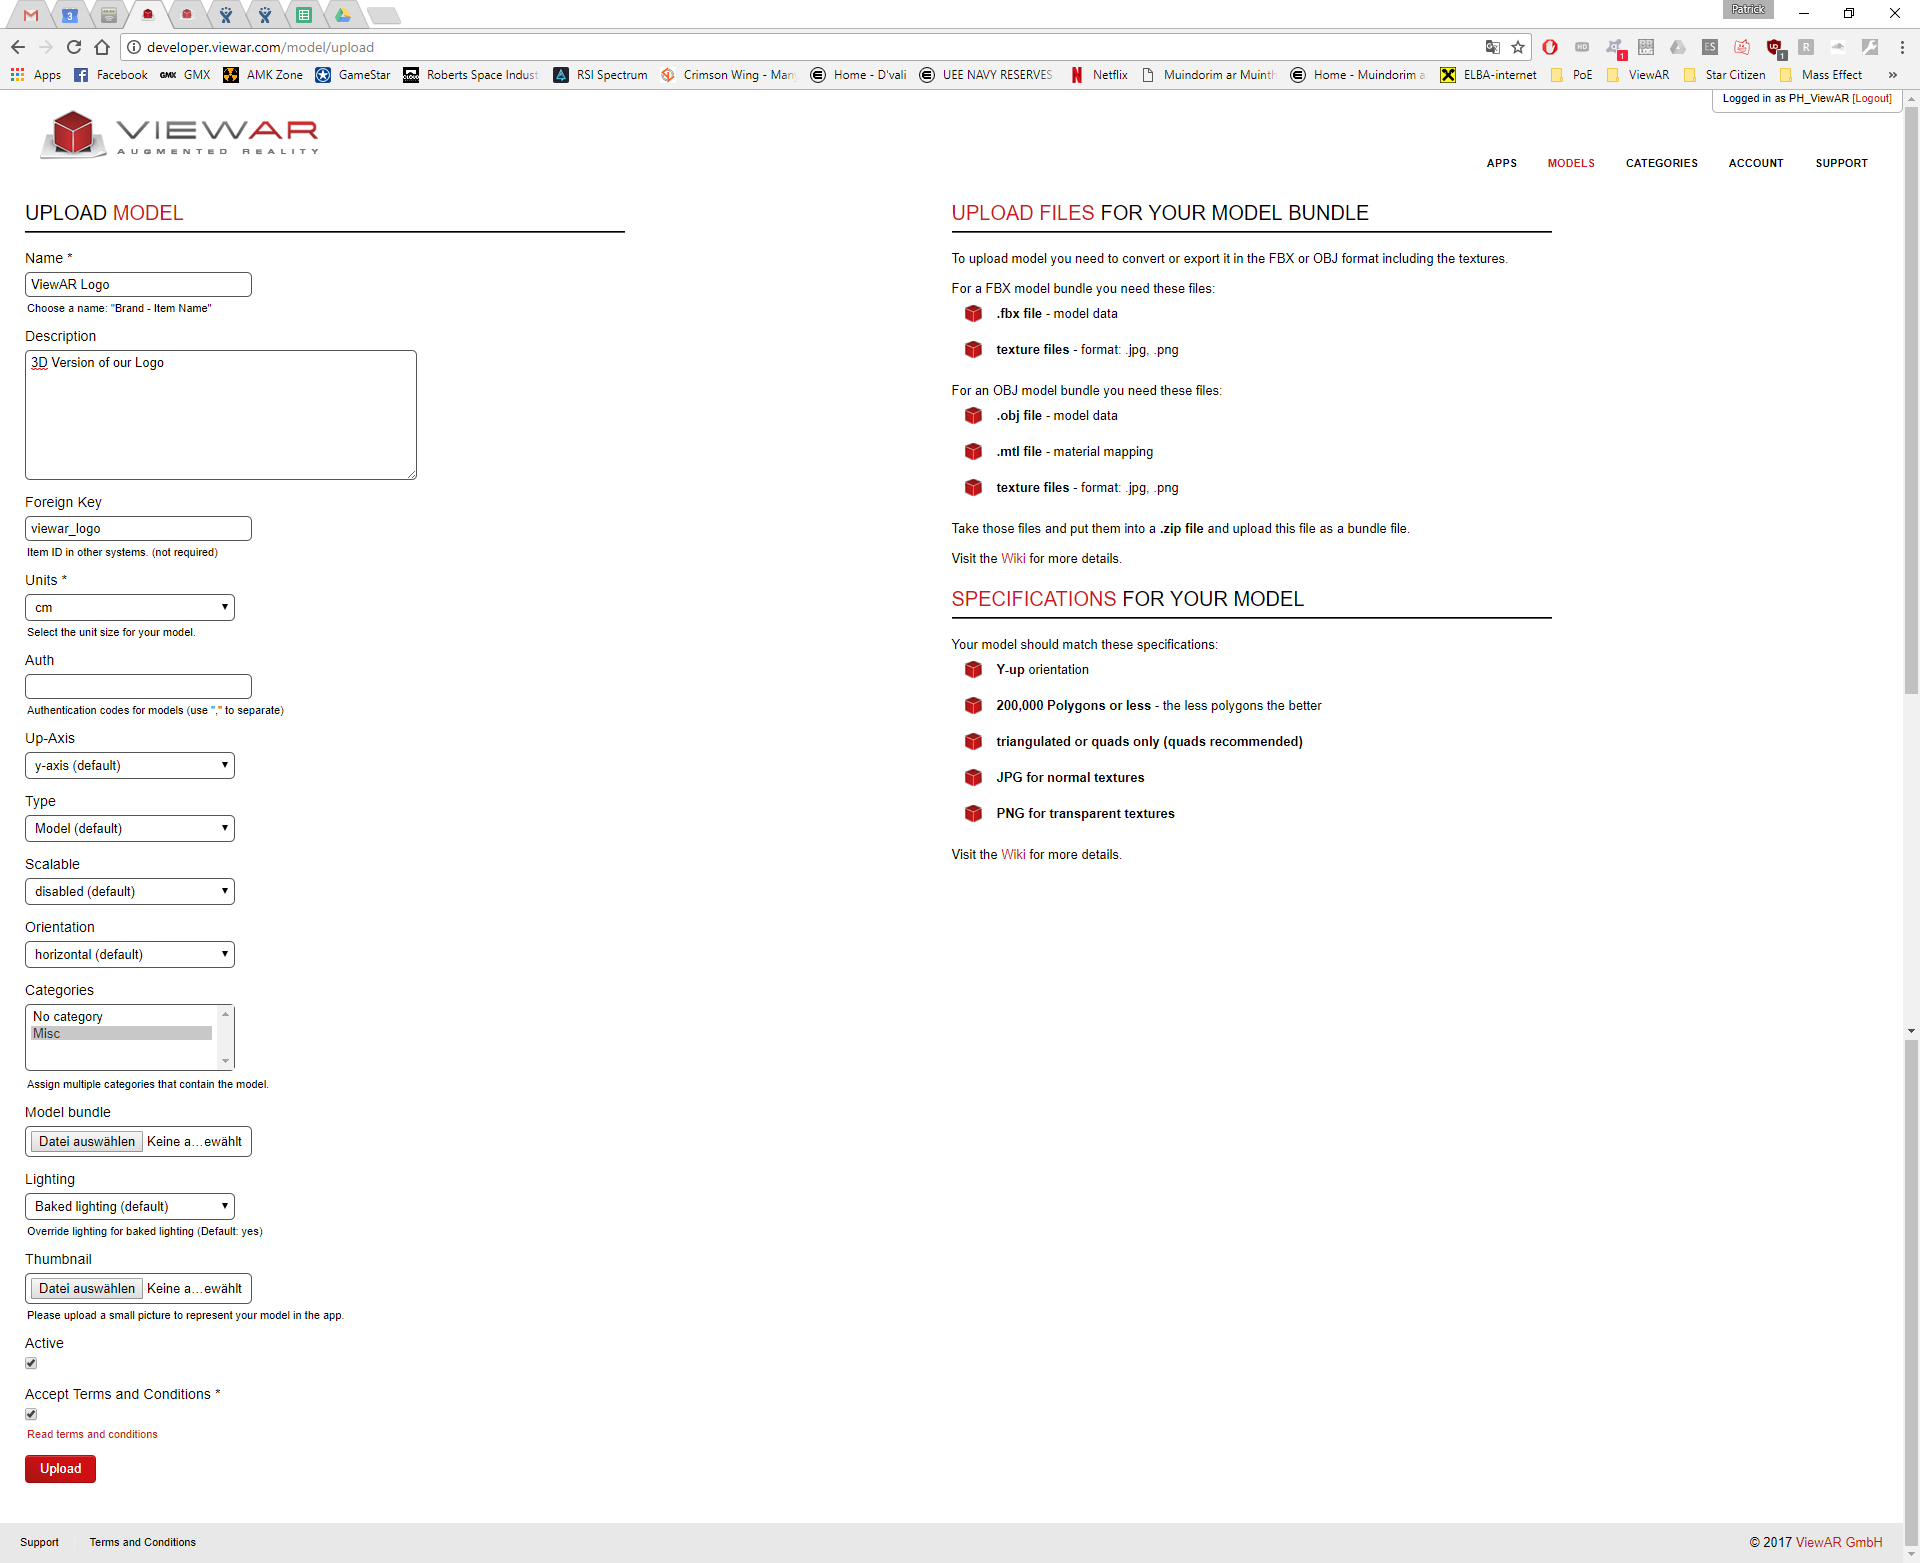 Patrick
developer.viewar.com/model/upload
Apps Facebook GMX AMK Zone GameStar Roberts Space Indust RSI Spectrum Crimson Wing - Man Home - D'vali UEE NAVY RESERVES Netflix Muindorim ar Muinth Home - Muindorim a ELBA-internet PoE ViewAR Star Citizen Mass Effect »
Logged in as PH_ViewAR [Logout]
VIEWAR
AUGMENTED REALITY
APPS MODELS CATEGORIES ACCOUNT SUPPORT
UPLOAD MODEL
Name *
ViewAR Logo
Choose a name: "Brand - Item Name"
Description
3D Version of our Logo
Foreign Key
viewar_logo
Item ID in other systems. (not required)
Units *
cm
Select the unit size for your model.
Auth
Authentication codes for models (use "," to separate)
Up-Axis
y-axis (default)
Type
Model (default)
Scalable
disabled (default)
Orientation
horizontal (default)
Categories
No category
Misc
Assign multiple categories that contain the model.
Model bundle
Datei auswählen Keine a...ewählt
Lighting
Baked lighting (default)
Override lighting for baked lighting (Default: yes)
Thumbnail
Datei auswählen Keine a...ewählt
Please upload a small picture to represent your model in the app.
Active
Accept Terms and Conditions *
Read terms and conditions
Upload
UPLOAD FILES FOR YOUR MODEL BUNDLE
To upload model you need to convert or export it in the FBX or OBJ format including the textures.
For a FBX model bundle you need these files:
.fbx file - model data
texture files - format: .jpg, .png
For an OBJ model bundle you need these files:
.obj file - model data
.mtl file - material mapping
texture files - format: .jpg, .png
Take those files and put them into a .zip file and upload this file as a bundle file.
Visit the Wiki for more details.
SPECIFICATIONS FOR YOUR MODEL
Your model should match these specifications:
Y-up orientation
200,000 Polygons or less - the less polygons the better
triangulated or quads only (quads recommended)
JPG for normal textures
PNG for transparent textures
Visit the Wiki for more details.
Support Terms and Conditions
© 2017 ViewAR GmbH